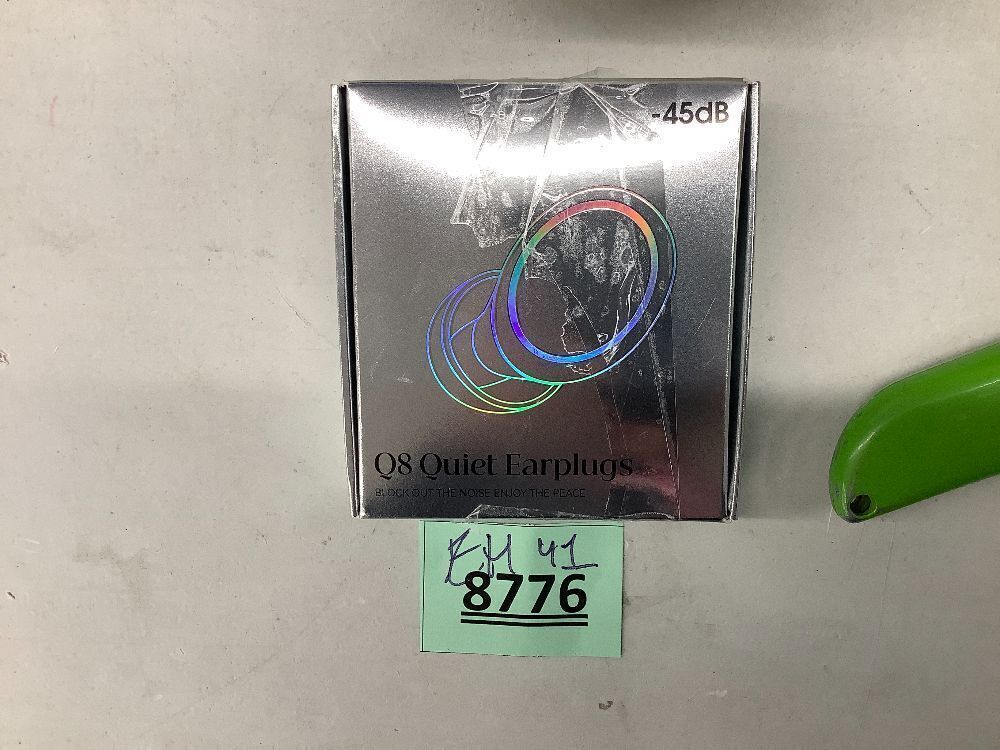 -45dB
Q8 Quiet Earplugs
BLOCK OUT THE NOISE ENJOY THE PEACE
EH 41
8776